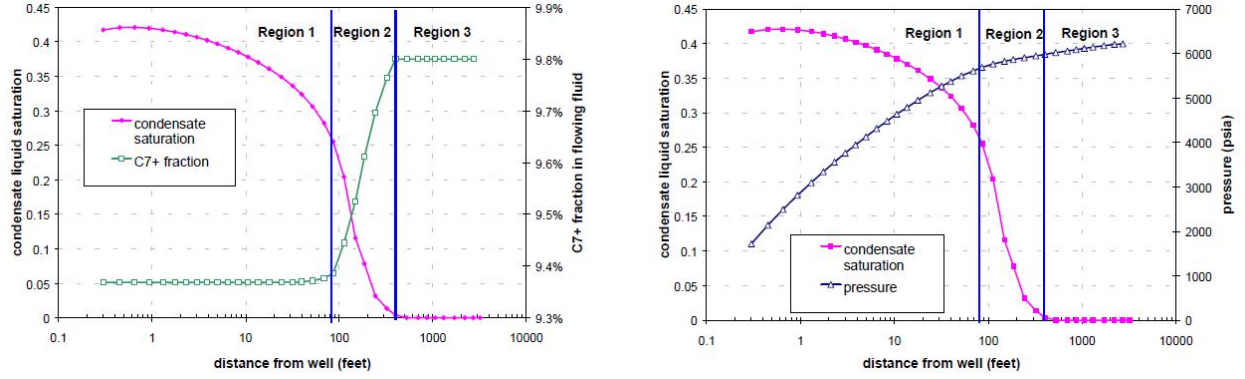 0.45
0.4
0.35
0.3
0.25
0.2
0.15
0.1
0.05
0
condensate liquid saturation
Region 1
Region 2
Region 3
condensate
saturation
C7+ fraction
9.9%
9.8%
9.7%
9.6%
9.5%
9.4%
9.3%
C7+ fraction in flowing fluid
0.1
1
10
100
1000
10000
distance from well (feet)
0.45
0.4
0.35
0.3
0.25
0.2
0.15
0.1
0.05
0
condensate liquid saturation
Region 1
Region 2
Region 3
condensate
saturation
pressure
7000
6000
5000
4000
3000
2000
1000
0
pressure (psia)
0.1
1
10
100
1000
10000
distance from well (feet)